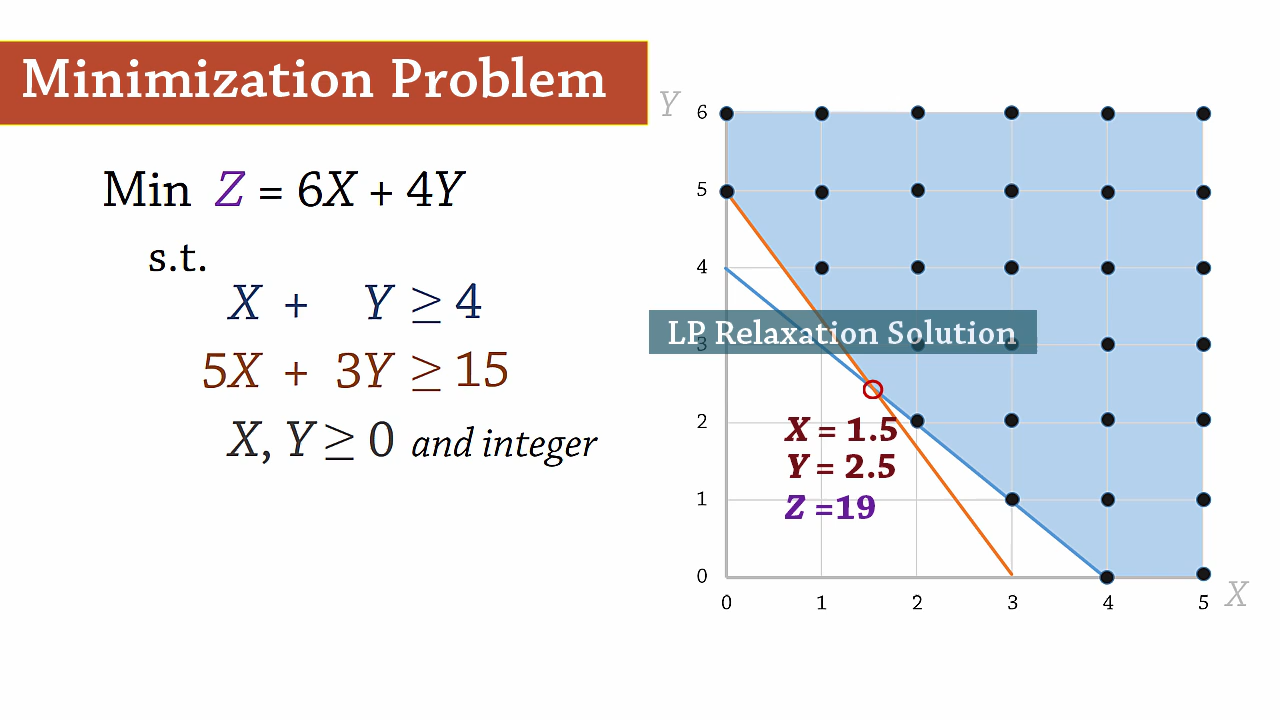 Minimization Problem
Min Z = 6X + 4Y
s.t.
X + Y ≥ 4
5X + 3Y ≥ 15
X, Y ≥ 0 and integer
Y
6
5
4
3
2
1
0
LP Relaxation Solution
X = 1.5
Y = 2.5
Z =19
0 1 2 3 4 5
X